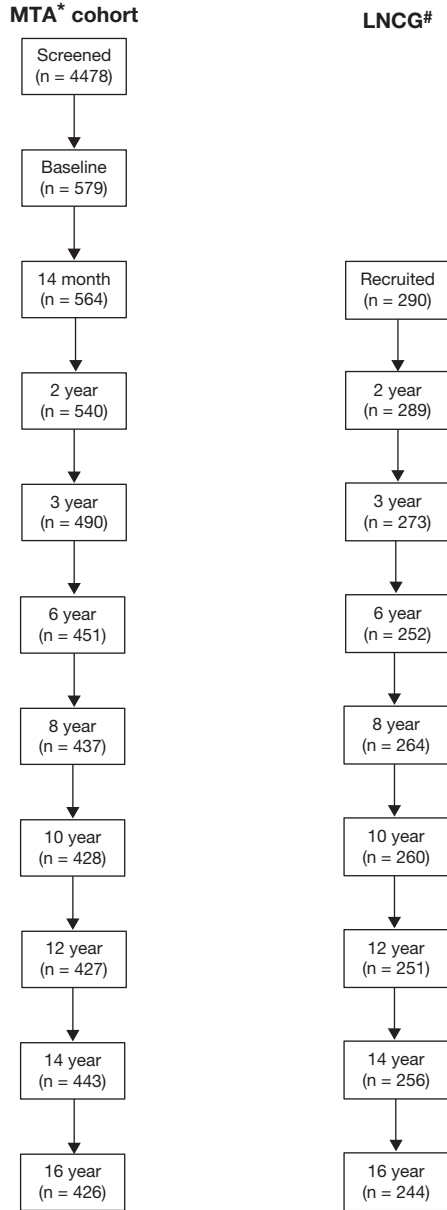 MTA* cohort
Screened
(n = 4478)
Baseline
(n = 579)
14 month
(n = 564)
2 year
(n = 540)
3 year
(n = 490)
6 year
(n = 451)
8 year
(n = 437)
10 year
(n = 428)
12 year
(n = 427)
14 year
(n = 443)
16 year
(n = 426)
LNCG#
Recruited
(n = 290)
2 year
(n = 289)
3 year
(n = 273)
6 year
(n = 252)
8 year
(n = 264)
10 year
(n = 260)
12 year
(n = 251)
14 year
(n = 256)
16 year
(n = 244)